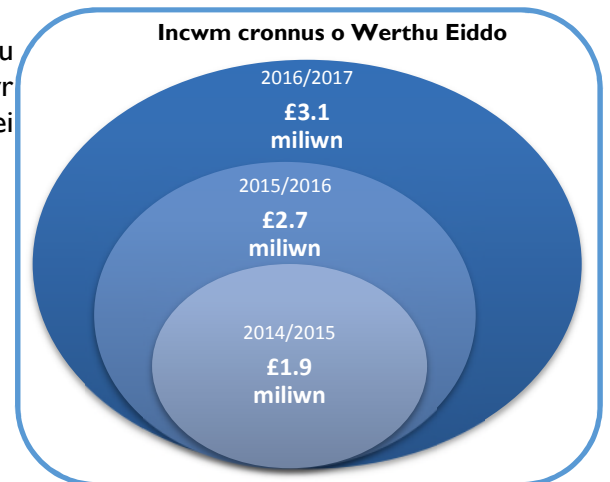 Incwm cronnus o Werthu Eiddo
u
ei
2016/2017
£3.1
miliwn
2015/2016
£2.7
miliwn
2014/2015
£1.9
miliwn